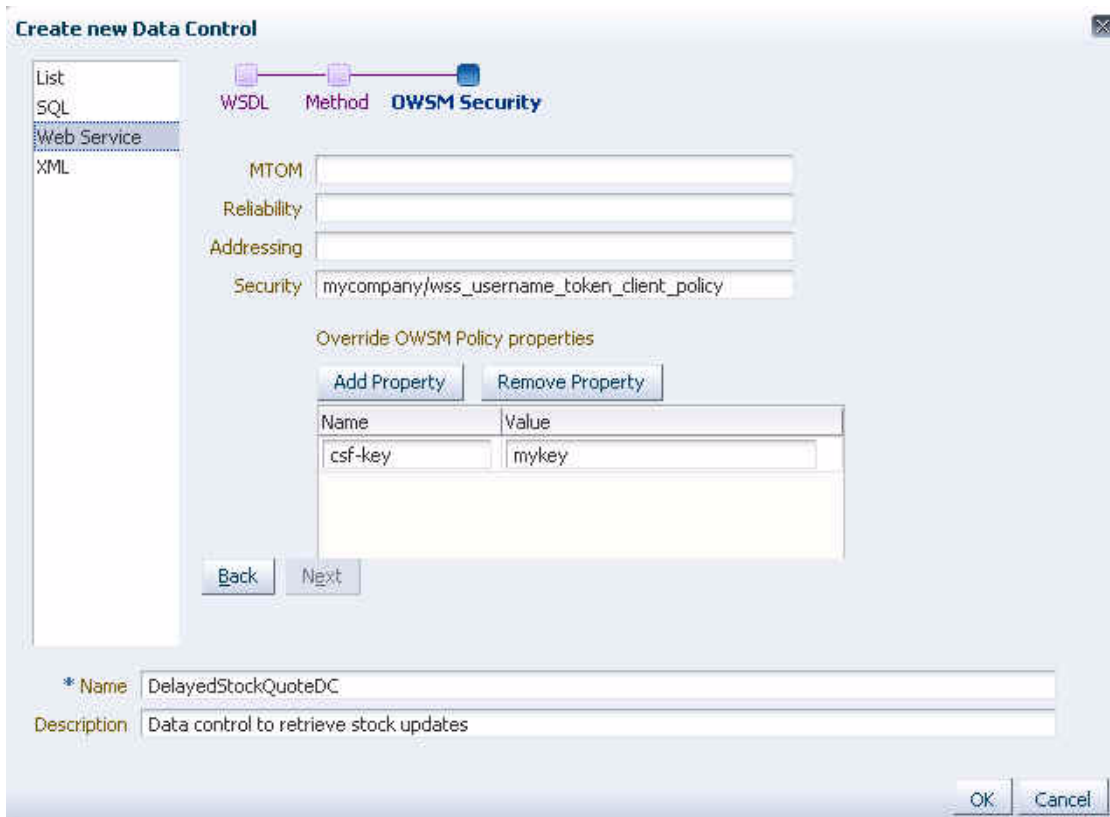 Create new Data Control
List
SQL
Web Service
XML
WSDL Method OWSM Security
MTOM
Reliability
Addressing
Security mycompany/wss_username_token_client_policy
Override OWSM Policy properties
Add Property Remove Property
Name Value
csf-key mykey
Back Next
* Name DelayedStockQuoteDC
Description Data control to retrieve stock updates
OK Cancel